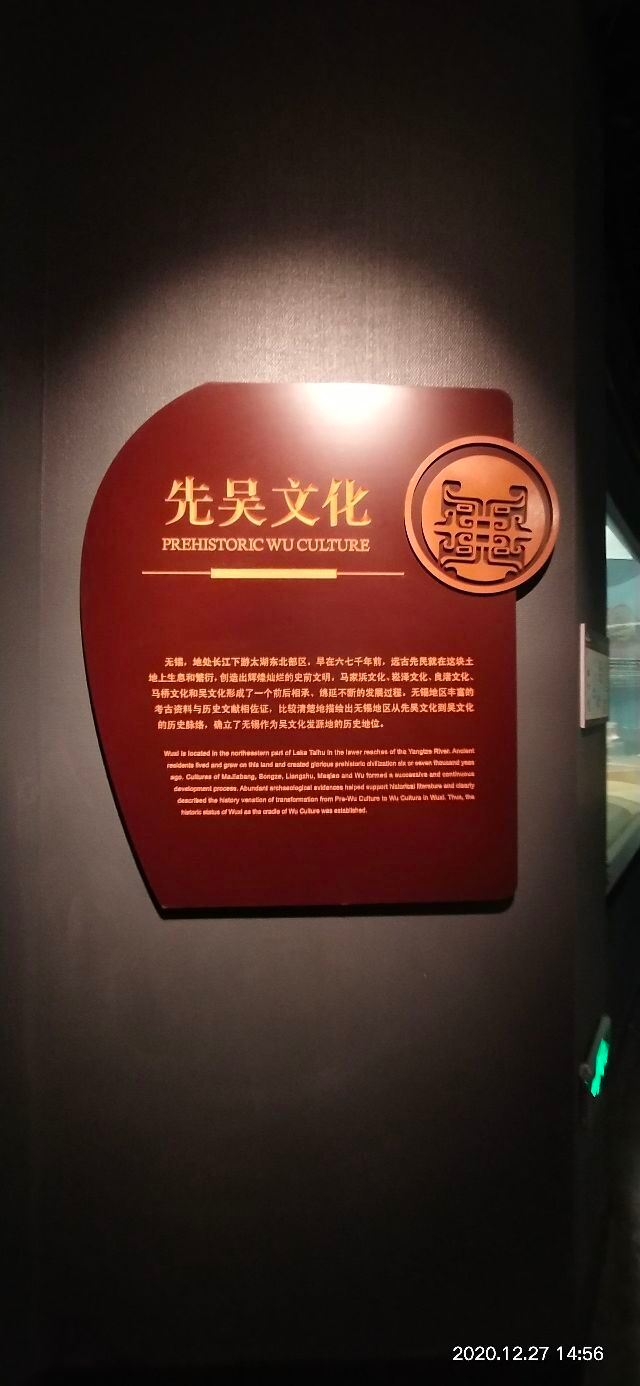 先吴文化
PREHISTORIC WU CULTURE
无锡，地处长江下游太湖东北部区，早在六七千年前，远古先民就在这块土
地上生息和繁衍，创造出辉煌灿烂的史前文明，马家浜文化、崧泽文化、良渚文化、
马桥文化和吴文化形成了一个前后相承、绵延不断的发展过程，无锡地区丰富的
考古资料与历史文献相佐证，比较清楚地描绘出无锡地区从先吴文化到吴文化
的历史脉络，确立了无锡作为吴文化发源地的历史地位。
Wuxi is located in the northeastern part of Lake Taihu in the lower reaches of the Yangtze River. Ancient
residents lived and grew on this land and created glorious prehistoric civilization six or seven thousand years
ago. Cultures of Majiabang, Songze, Liangzhu, Maqiao and Wu formed a successive and continuous
development process. Abundant archaeological evidences helped support historical literature and clearly
described the history venation of transformation from Pre-Wu Culture to Wu Culture in Wuxi. Thus, the
historic status of Wuxi as the cradle of Wu Culture was established.
2020.12.27 14:56